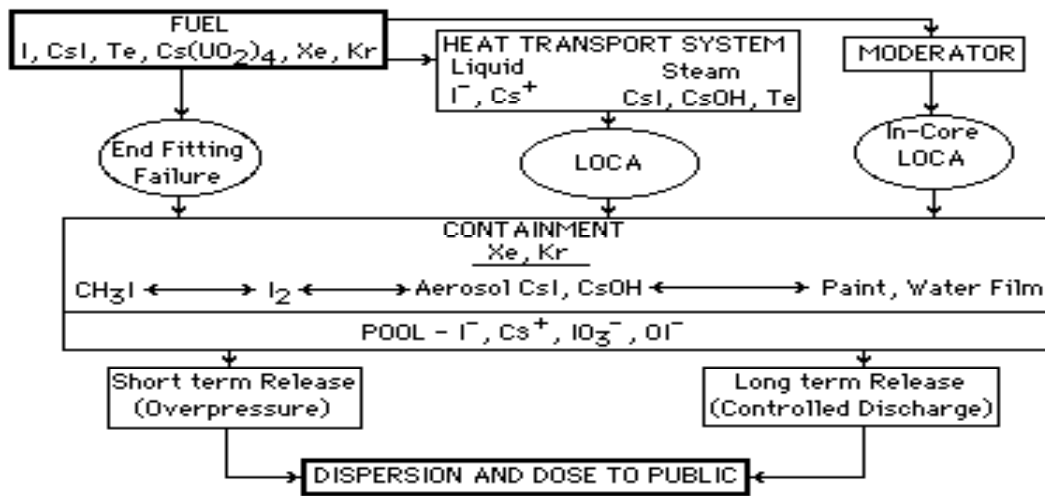 FUEL
I, CsI, Te, Cs(UO₂)₄, Xe, Kr
HEAT TRANSPORT SYSTEM
Liquid Steam
I⁻, Cs⁺ CsI, CsOH, Te
MODERATOR
End Fitting
Failure
LOCA
In-Core
LOCA
CONTAINMENT
Xe, Kr
CH₃I I₂ Aerosol CsI, CsOH Paint, Water Film
POOL - I⁻, Cs⁺, IO₃⁻, OI⁻
Short term Release
(Overpressure)
Long term Release
(Controlled Discharge)
DISPERSION AND DOSE TO PUBLIC